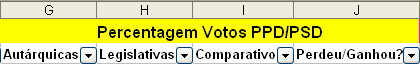 G H I J
Percentagem Votos PPD/PSD
Autárquicas Legislativas Comparativo Perdeu/Ganhou?